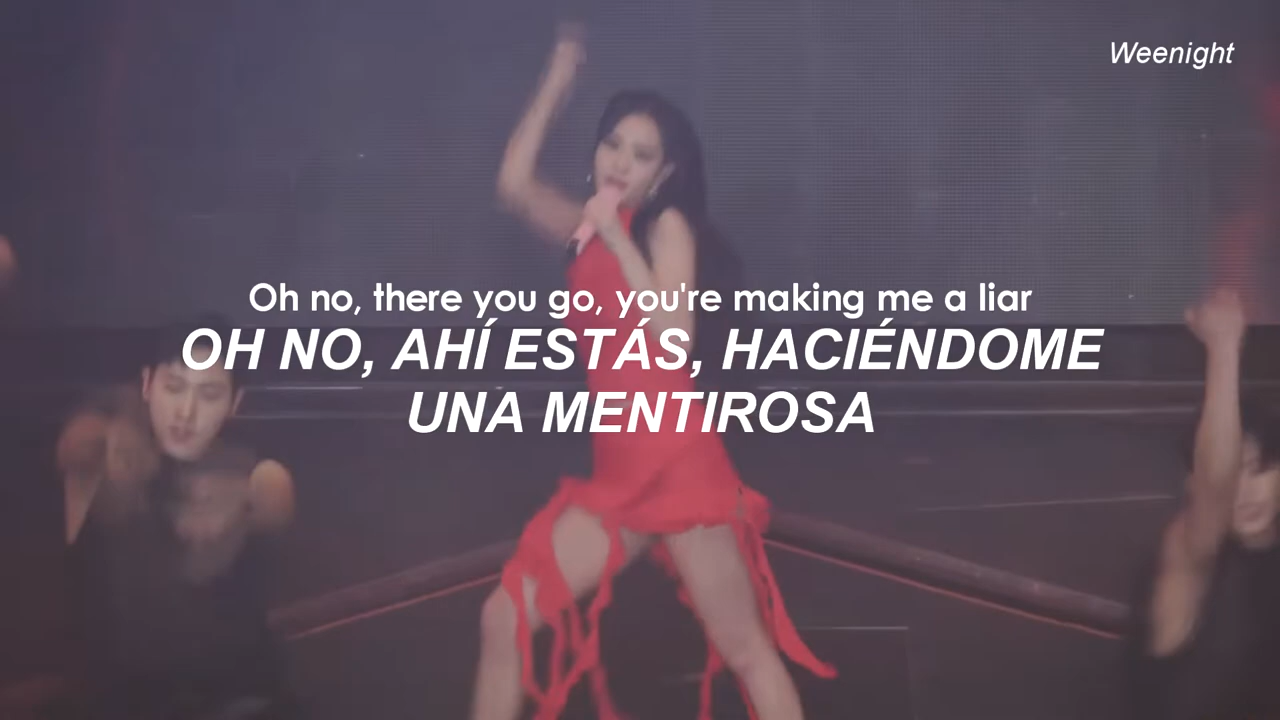 Weenight
Oh no, there you go, you're making me a liar
OH NO, AHÍ ESTÁS, HACIÉNDOME
UNA MENTIROSA